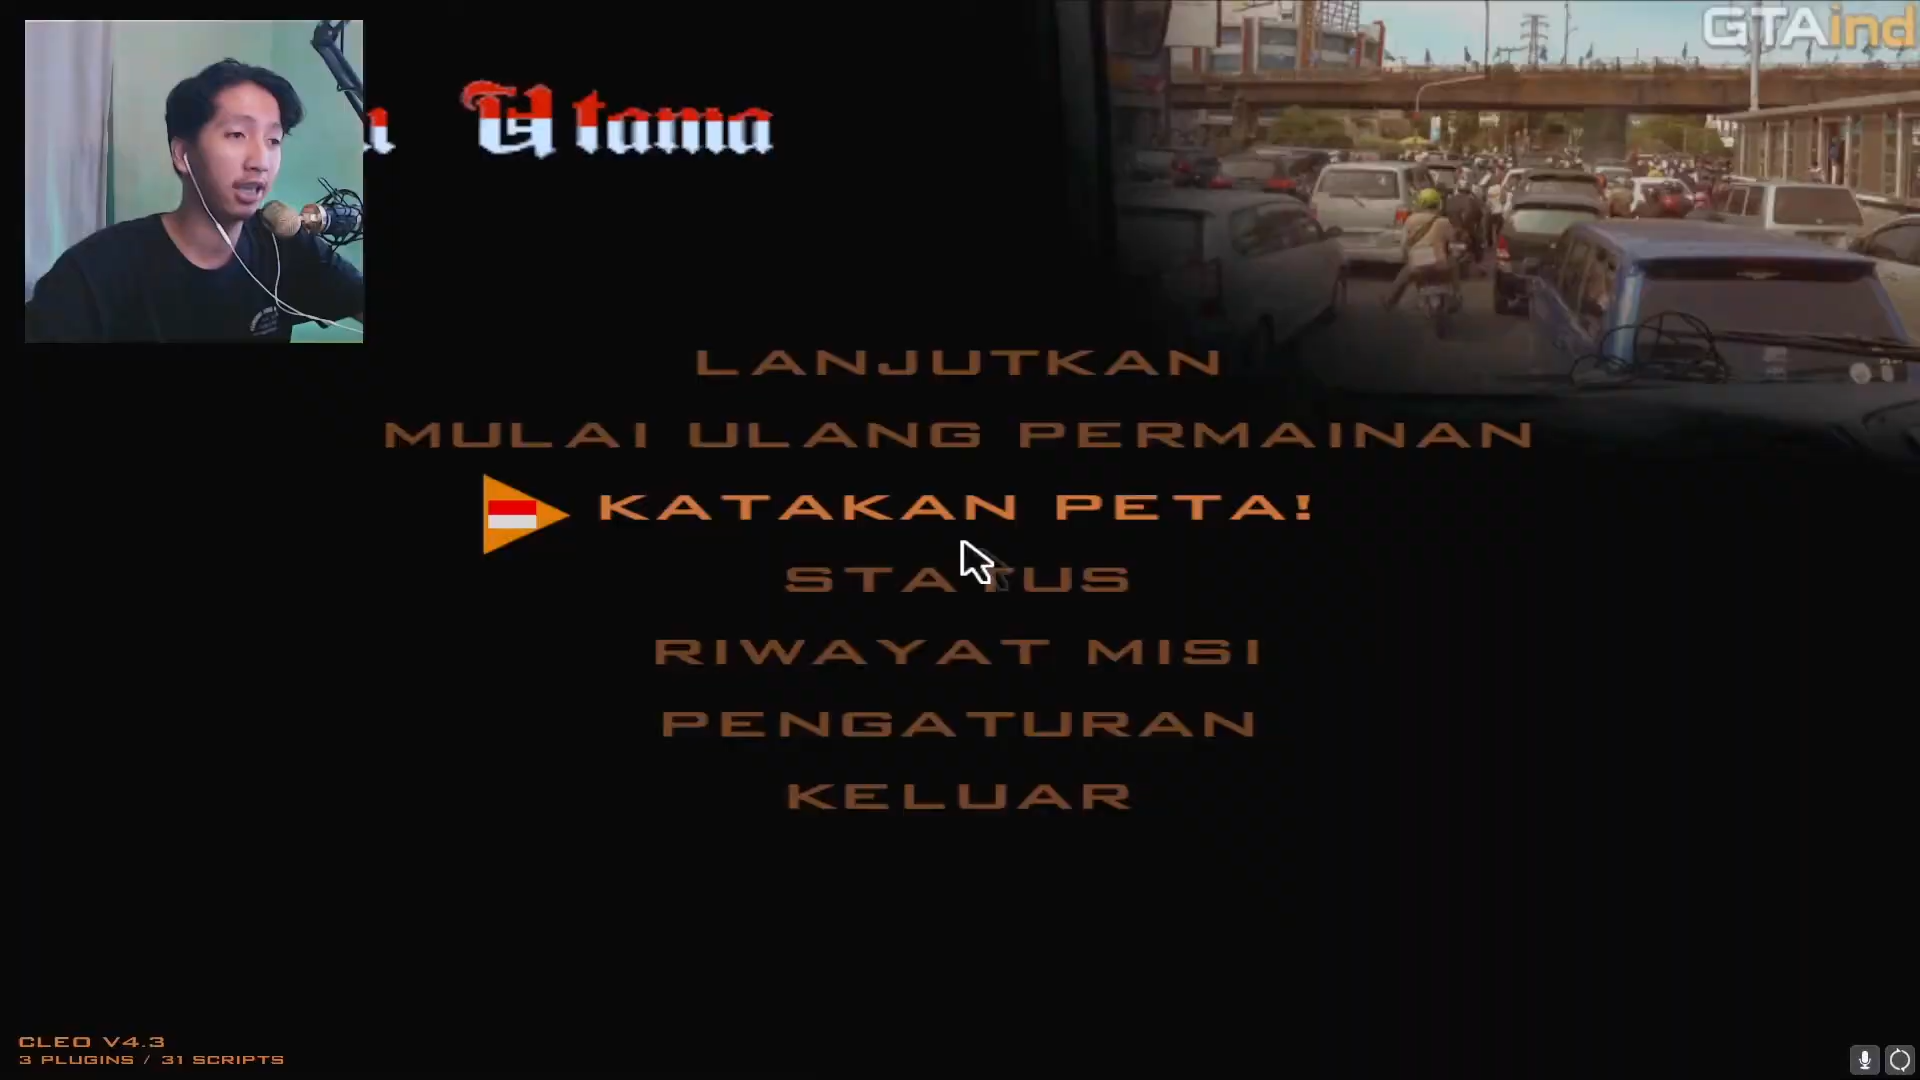 GTAind
Utama
LANJUTKAN
MULAI ULANG PERMAINAN
KATAKAN PETA!
STATUS
RIWAYAT MISI
PENGATURAN
KELUAR
CLEO V4.3
3 PLUGINS / 31 SCRIPTS